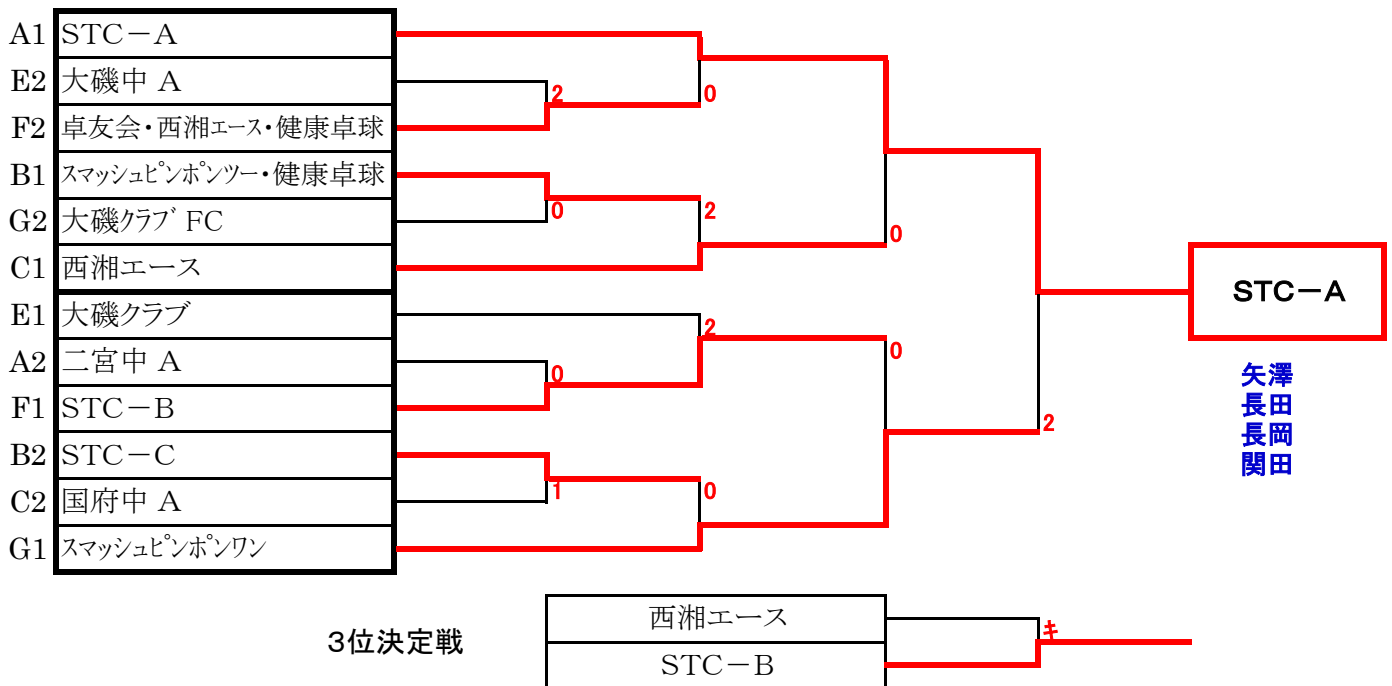 A1 STC－A
E2 大磯中 A
2
0
F2 卓友会・西湘エース・健康卓球
B1 スマッシュピンポンツー・健康卓球
G2 大磯クラブ FC
0
2
0
C1 西湘エース
STC－A
E1 大磯クラブ
2
0
A2 二宮中 A
0
矢澤
F1 STC－B
長田
2
長岡
B2 STC－C
関田
C2 国府中 A
1
0
G1 スマッシュピンポンワン
西湘エース
キ
3位決定戦
STC－B